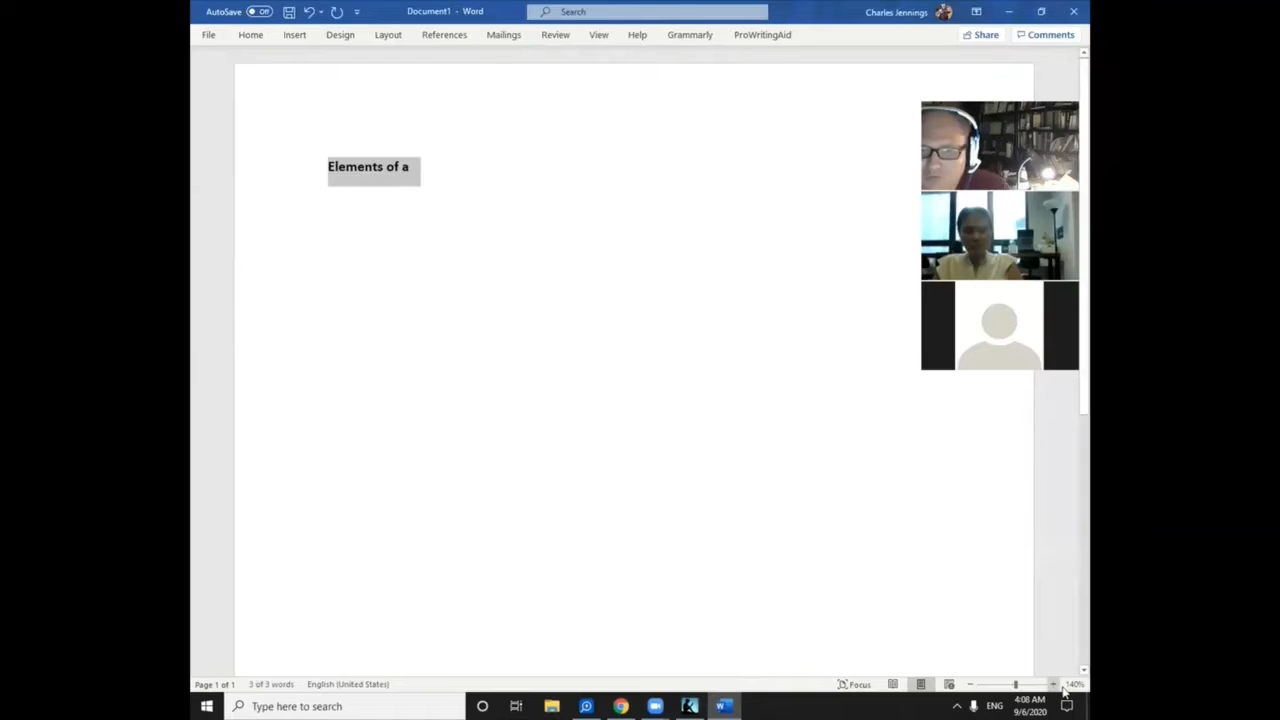 AutoSave Off Document1 - Word Search Charles Jennings
File Home Insert Design Layout References Mailings Review View Help Grammarly ProWritingAid Share Comments
Elements of a
Page 1 of 1 3 of 3 words English (United States) Focus 140%
Type here to search ENG 4:08 AM
9/6/2020